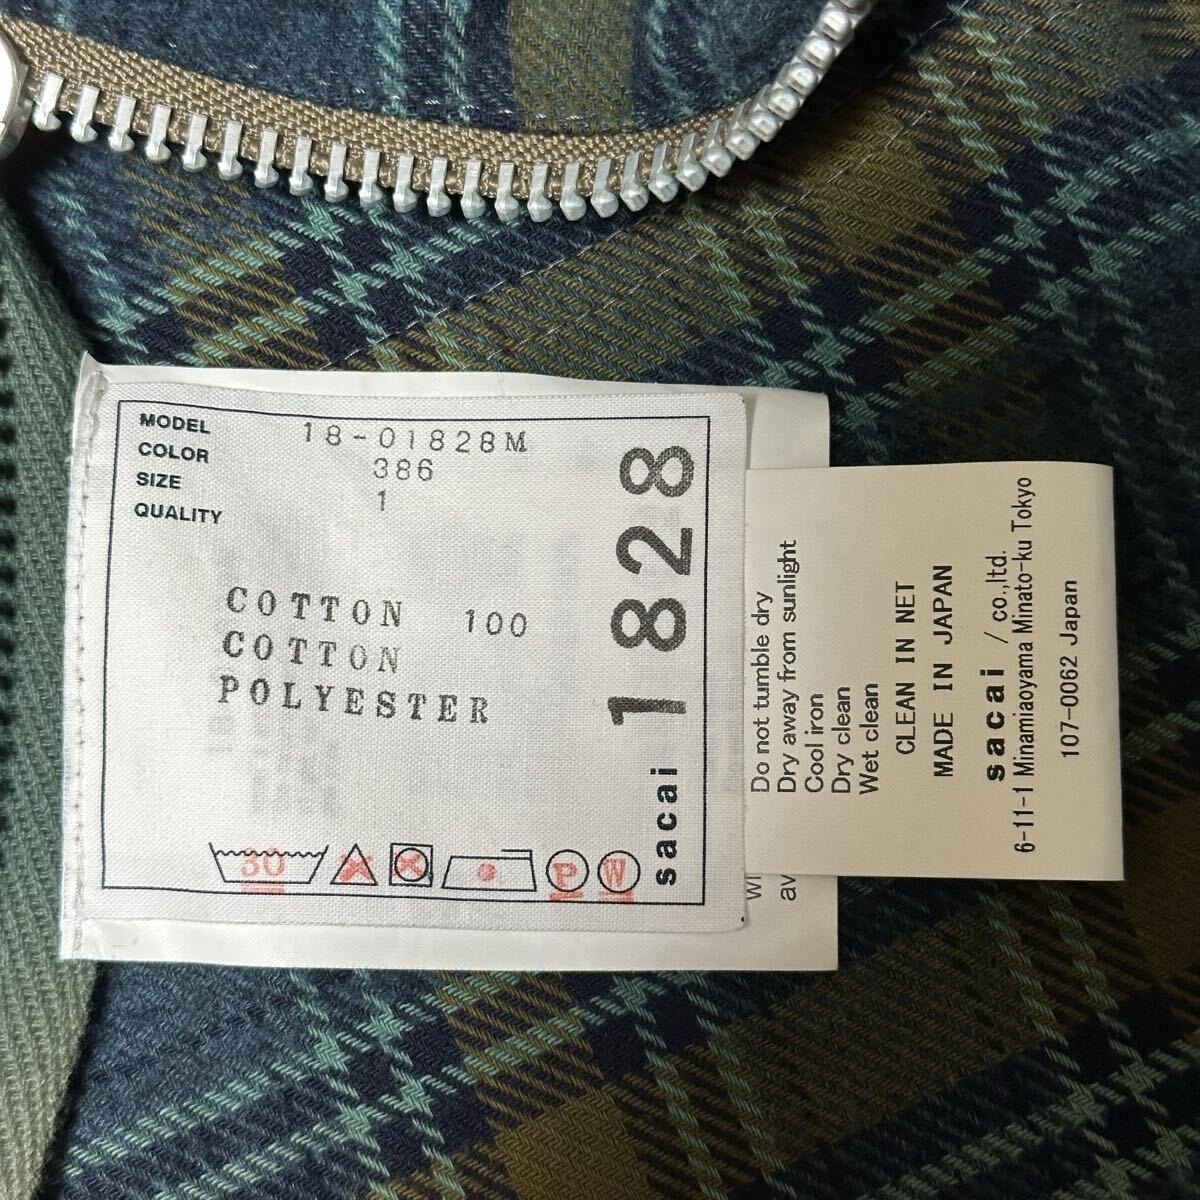 MODEL 18-01828M
COLOR 386
SIZE 1
QUALITY
COTTON 100
COTTON
POLYESTER
30
P
W
sacai 1828
Do not tumble dry
Dry away from sunlight
Cool iron
Dry clean
Wet clean
CLEAN IN NET
MADE IN JAPAN
sacai / co.,ltd.
6-11-1 Minamiaoyama Minato-ku Tokyo
107-0062 Japan